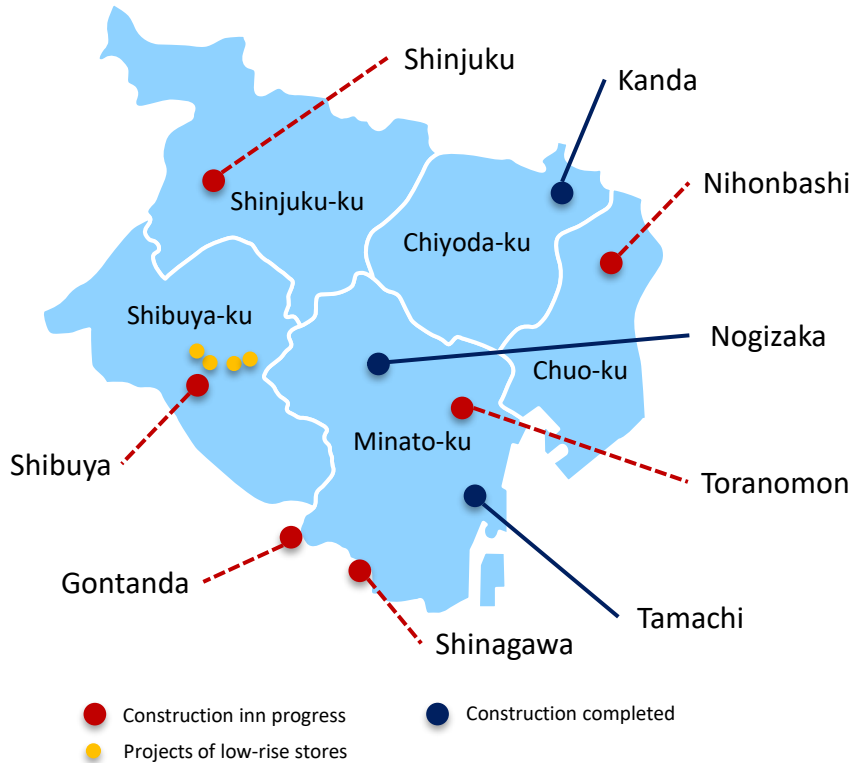 Shinjuku
Kanda
Nihonbashi
Shinjuku-ku
Chiyoda-ku
Shibuya-ku
Nogizaka
Chuo-ku
Minato-ku
Shibuya
Toranomon
Gontanda
Tamachi
Shinagawa
Construction inn progress
Construction completed
Projects of low-rise stores